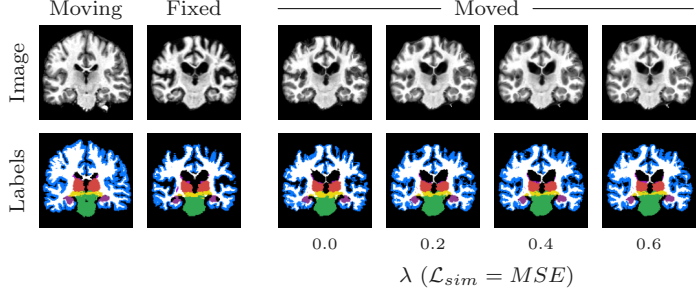 Moving Fixed Moved
Image
Labels
0.0 0.2 0.4 0.6
λ (ℒ_sim = MSE)